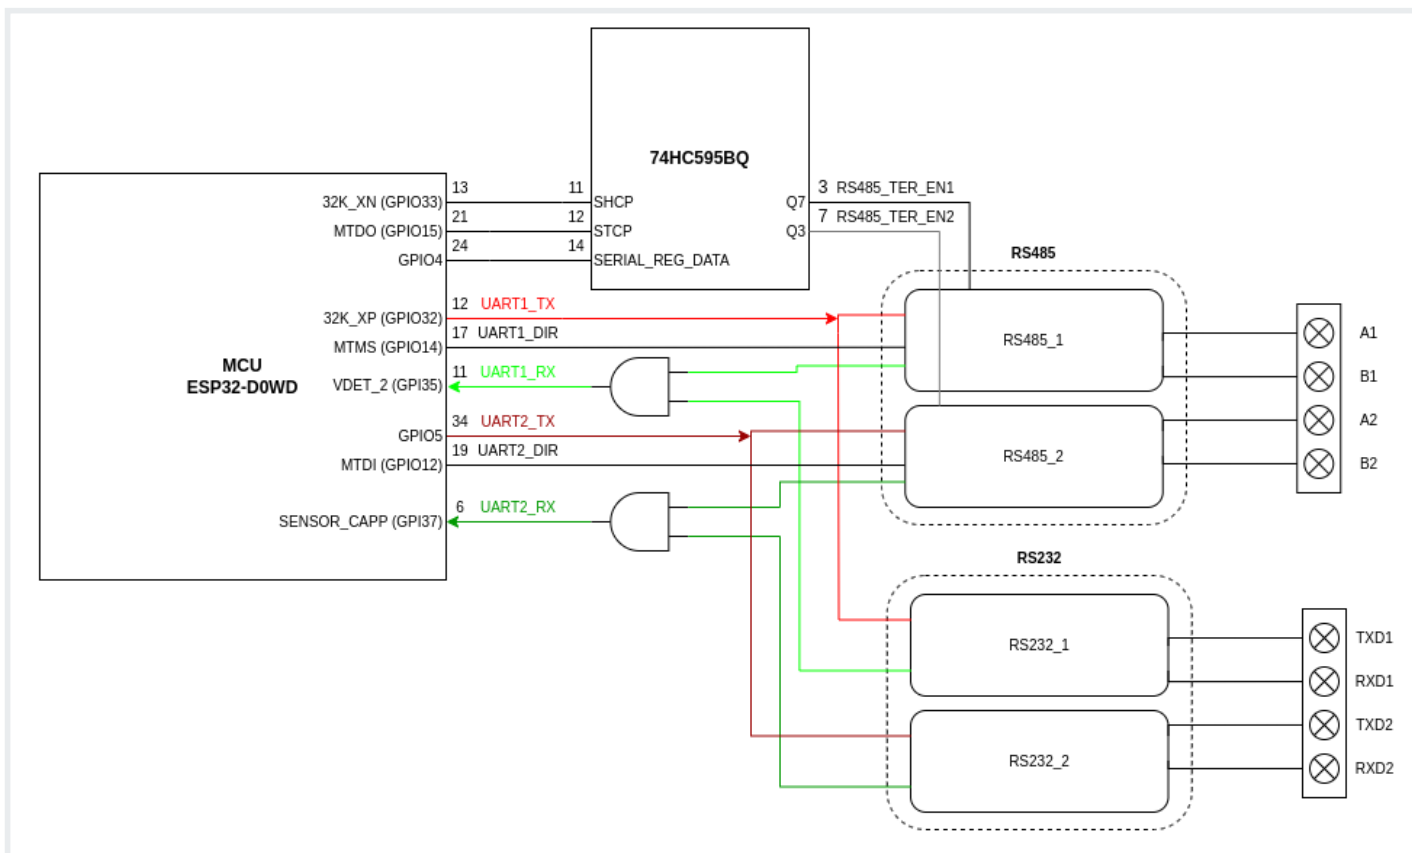 74HC595BQ
13
11
32K_XN (GPIO33)
SHCP
Q7
3 RS485_TER_EN1
21
12
MTDO (GPIO15)
STCP
Q3
7 RS485_TER_EN2
24
14
GPIO4
SERIAL_REG_DATA
RS485
12 UART1_TX
32K_XP (GPIO32)
17 UART1_DIR
MTMS (GPIO14)
RS485_1
A1
MCU
ESP32-D0WD
11 UART1_RX
VDET_2 (GPI35)
B1
34 UART2_TX
GPIO5
A2
19 UART2_DIR
MTDI (GPIO12)
RS485_2
B2
6 UART2_RX
SENSOR_CAPP (GPI37)
RS232
RS232_1
TXD1
RXD1
RS232_2
TXD2
RXD2